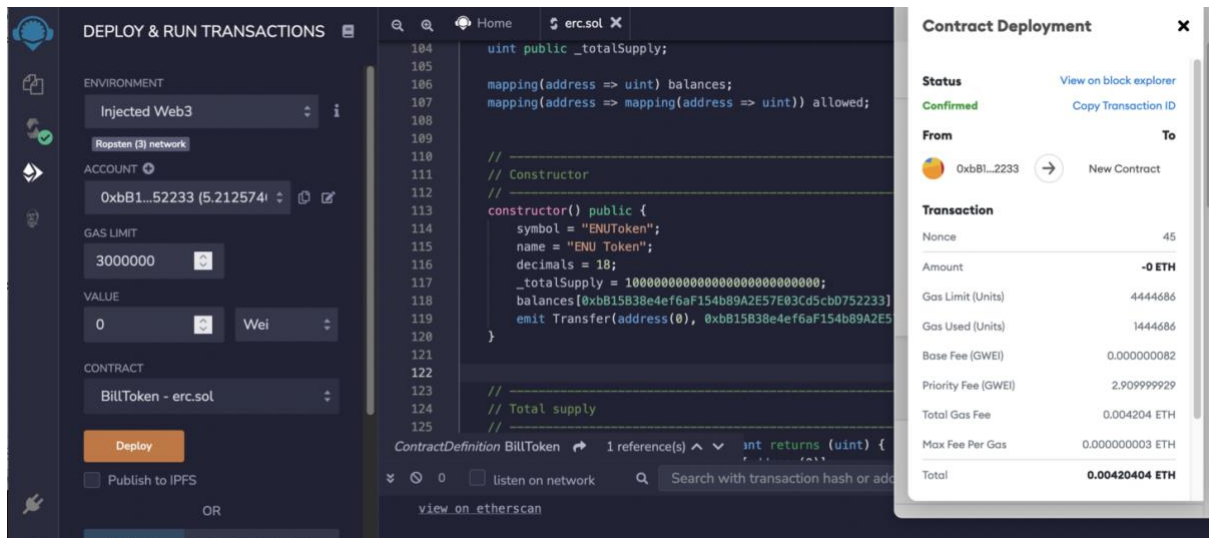 DEPLOY & RUN TRANSACTIONS
ENVIRONMENT
Injected Web3
i
Ropsten (3) network
ACCOUNT
0xbB1...52233 (5.212574
GAS LIMIT
3000000
VALUE
0
Wei
CONTRACT
BillToken - erc.sol
Deploy
Publish to IPFS
OR
Home
erc.sol
104 uint public _totalSupply;
105
106 mapping(address => uint) balances;
107 mapping(address => mapping(address => uint)) allowed;
108
109
110 // ----------------------------------------------------
111 // Constructor
112 // ----------------------------------------------------
113 constructor() public {
114 symbol = "ENUToken";
115 name = "ENU Token";
116 decimals = 18;
117 _totalSupply =
118 balances[0xbB15B38e4ef6aF154b89A2E57E03Cd5cbD752233]
119 emit Transfer(address(0), 0xbB15B38e4ef6aF154b89A2E5
120 }
121
122
123 // ----------------------------------------------------
124 // Total supply
125 // ----------------------------------------------------
ContractDefinition BillToken 1 reference(s) ant returns (uint) {
0 listen on network Search with transaction hash or add
view on etherscan
Contract Deployment
Status View on block explorer
Confirmed Copy Transaction ID
From To
0xbB1...2233 New Contract
Transaction
Nonce 45
Amount -0 ETH
Gas Limit (Units) 4444686
Gas Used (Units) 1444686
Base Fee (GWEI) 0.000000082
Priority Fee (GWEI) 2.909999929
Total Gas Fee 0.004204 ETH
Max Fee Per Gas 0.000000003 ETH
Total 0.00420404 ETH